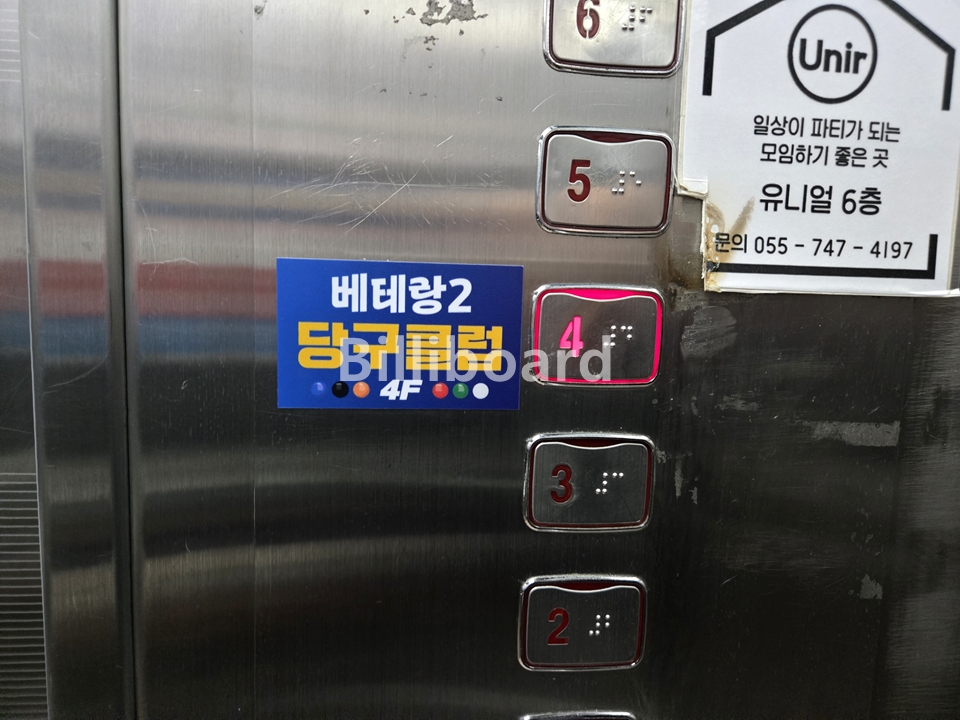 6
Unir
일상이 파티가 되는
모임하기 좋은 곳
유니얼 6층
문의 055 - 747 - 4197
5
베테랑2
당구클럽
4F
4
Billiboard
3
2